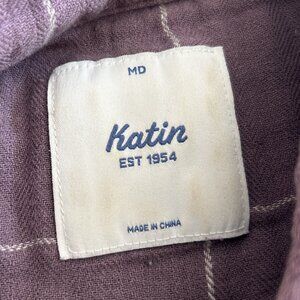 MD
Katin
EST 1954
MADE IN CHINA